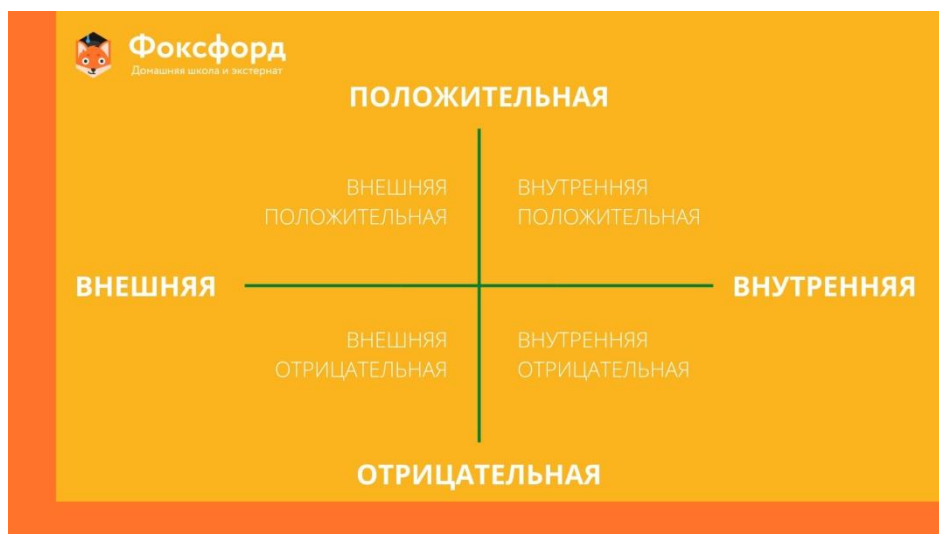 Фоксфорд
Домашняя школа и экстернат
ПОЛОЖИТЕЛЬНАЯ
ВНЕШНЯЯ
ПОЛОЖИТЕЛЬНАЯ
ВНУТРЕННЯЯ
ПОЛОЖИТЕЛЬНАЯ
ВНЕШНЯЯ
ВНУТРЕННЯЯ
ВНЕШНЯЯ
ОТРИЦАТЕЛЬНАЯ
ВНУТРЕННЯЯ
ОТРИЦАТЕЛЬНАЯ
ОТРИЦАТЕЛЬНАЯ